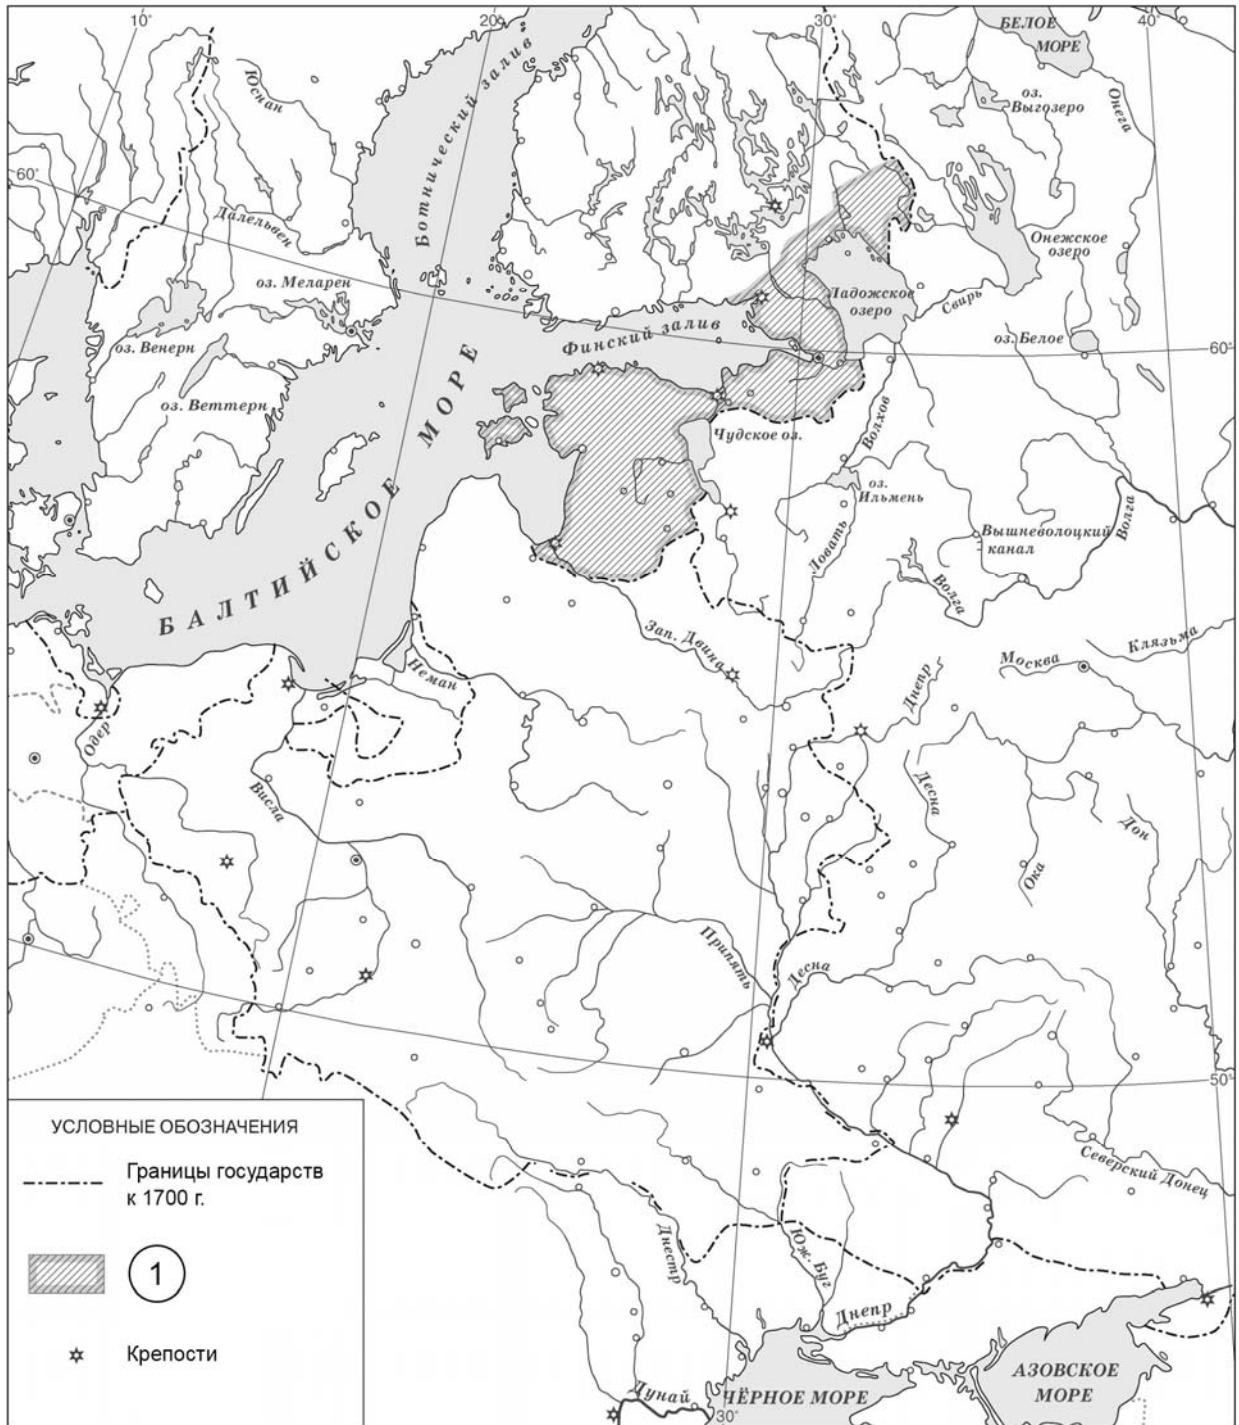 10°
20°
30°
40°
БЕЛОЕ
МОРЕ
Юснан
Ботнический залив
оз.
Выгозеро
Онега
60°
Далельвен
Онежское
озеро
оз. Меларен
Ладожское
озеро
Свирь
оз. Венерн
Финский залив
оз. Белое
60°
оз. Веттерн
Чудское оз.
Волхов
оз.
Ильмень
БАЛТИЙСКОЕ МОРЕ
Ловать
Вышневолоцкий
канал
Волга
Волга
Зап. Двина
Клязьма
Москва
Неман
Днепр
Одер
Висла
Десна
Дон
Ока
Припять
Десна
50°
УСЛОВНЫЕ ОБОЗНАЧЕНИЯ
Границы государств
к 1700 г.
1
Крепости
Северский Донец
Днестр
Юж. Буг
Днепр
Дунай
ЧЁРНОЕ МОРЕ
АЗОВСКОЕ
МОРЕ
30°